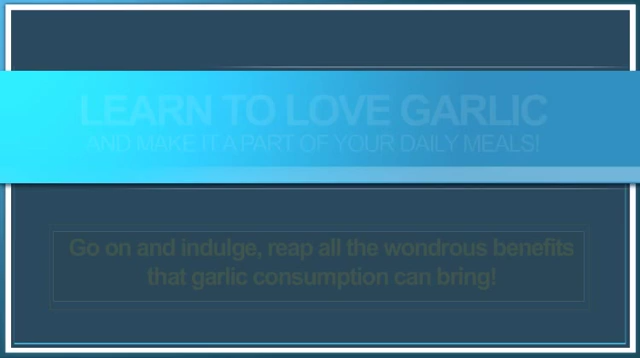 LEARN TO LOVE GARLIC
AND MAKE IT A PART OF YOUR DAILY MEALS!
Go on and indulge, reap all the wondrous benefits
that garlic consumption can bring!